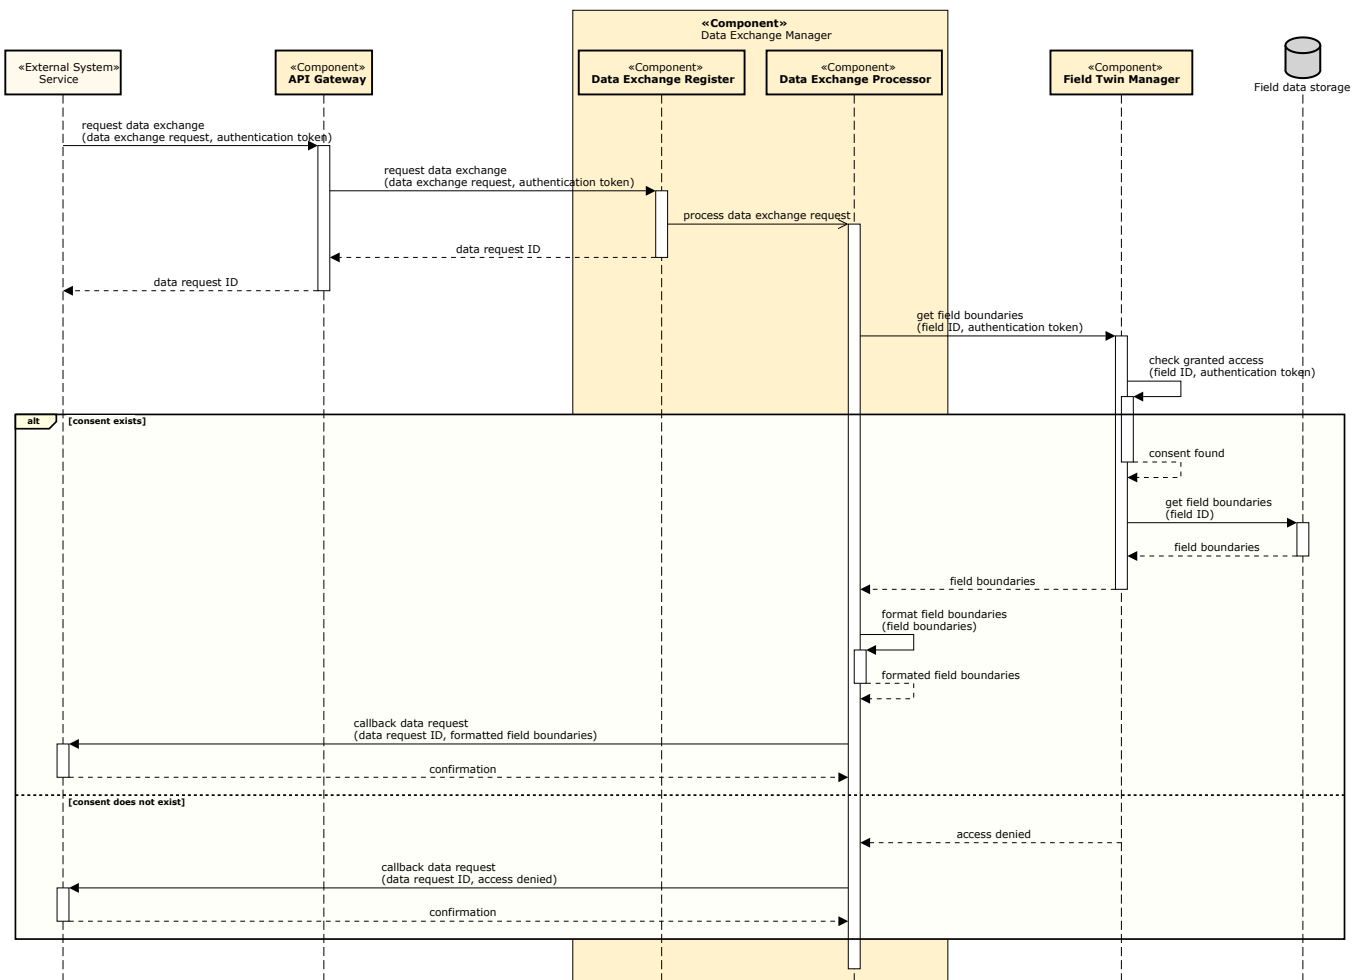 «Component»
Data Exchange Manager
«External System»
Service
«Component»
API Gateway
«Component»
Data Exchange Register
«Component»
Data Exchange Processor
«Component»
Field Twin Manager
Field data storage
request data exchange
(data exchange request, authentication token)
request data exchange
(data exchange request, authentication token)
process data exchange request
data request ID
data request ID
get field boundaries
(field ID, authentication token)
check granted access
(field ID, authentication token)
alt
[consent exists]
consent found
get field boundaries
(field ID)
field boundaries
field boundaries
format field boundaries
(field boundaries)
formated field boundaries
callback data request
(data request ID, formatted field boundaries)
confirmation
[consent does not exist]
access denied
callback data request
(data request ID, access denied)
confirmation